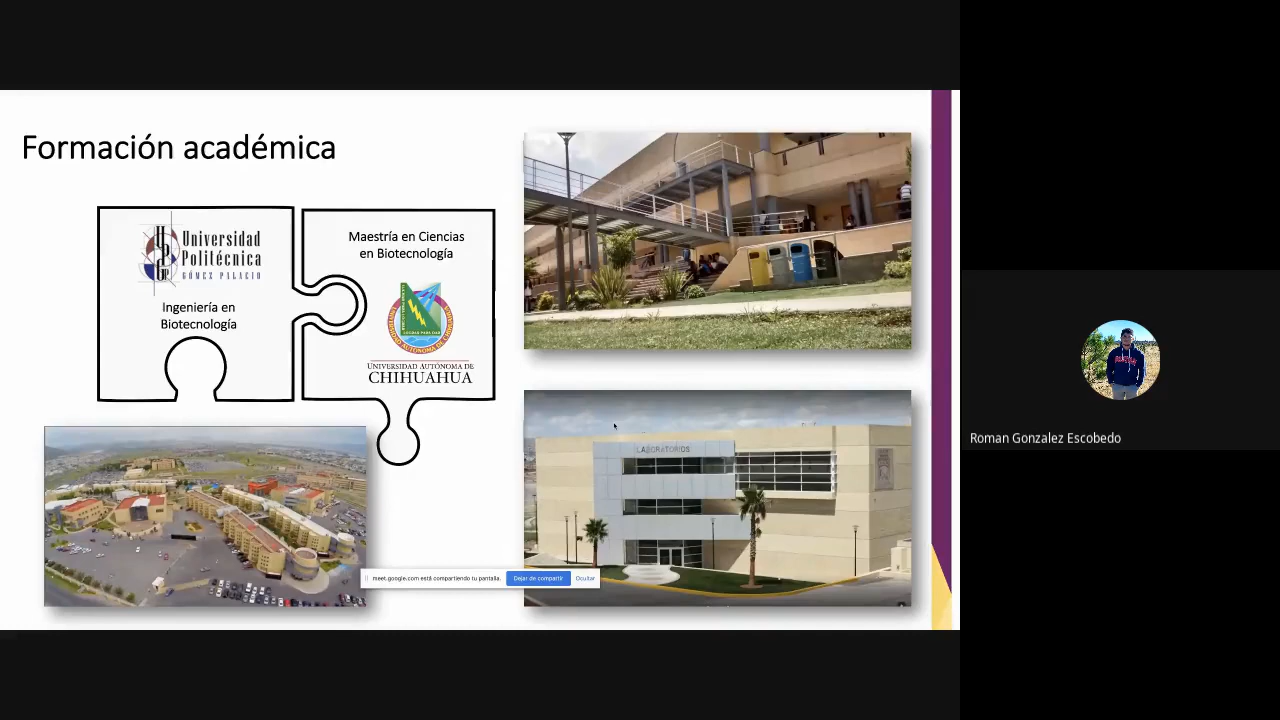 Formación académica
Universidad
Politécnica
GÓMEZ PALACIO
Ingeniería en
Biotecnología
Maestría en Ciencias
en Biotecnología
UNIVERSIDAD AUTÓNOMA DE
CHIHUAHUA
LABORATORIOS
meet.google.com está compartiendo tu pantalla.
Dejar de compartir
Ocultar
Roman Gonzalez Escobedo